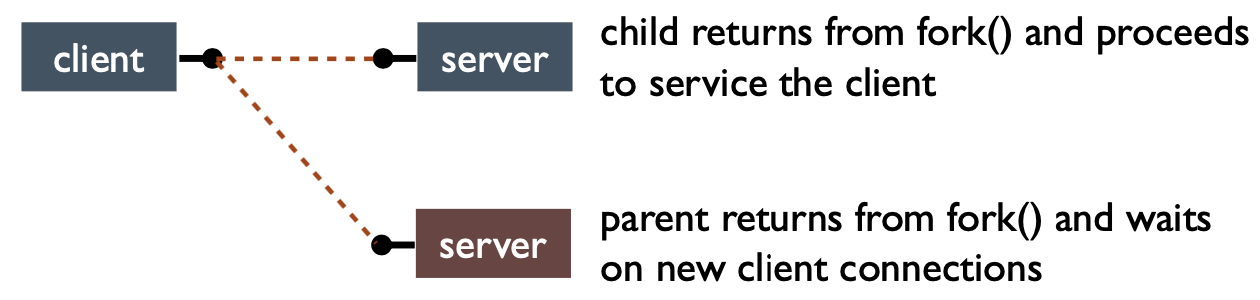 client
server
child returns from fork() and proceeds
to service the client
server
parent returns from fork() and waits
on new client connections